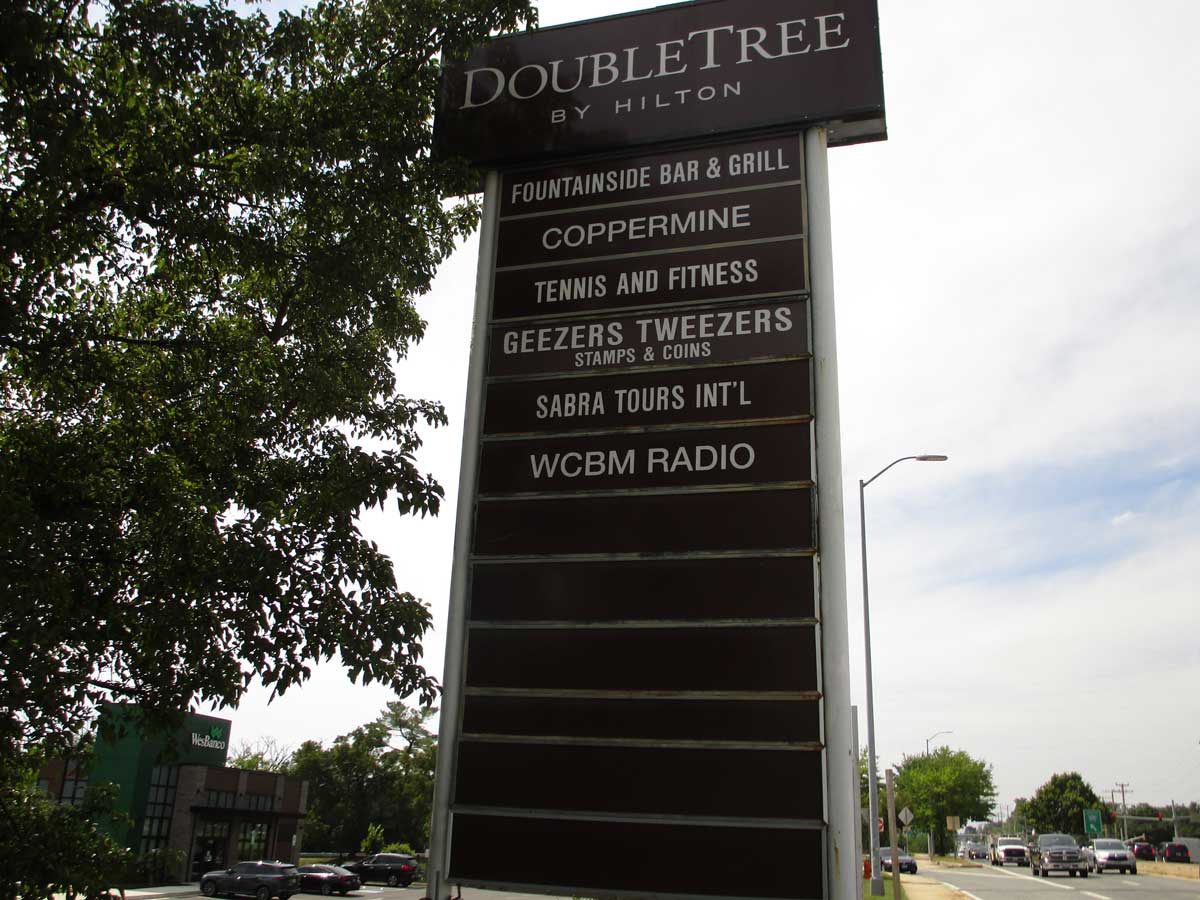 DOUBLETREE
BY HILTON
FOUNTAINSIDE BAR & GRILL
COPPERMINE
TENNIS AND FITNESS
GEEZERS TWEEZERS
STAMPS & COINS
SABRA TOURS INT'L
WCBM RADIO
WesBanco